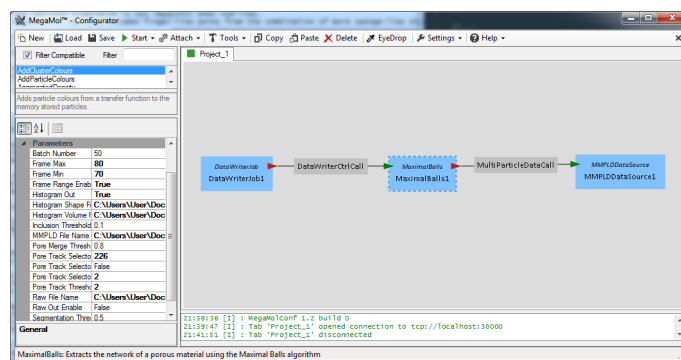 MegaMol™ - Configurator
New Load Save Start Attach Tools Copy Paste Delete EyeDrop Settings Help
Filter Compatible Filter
Project_1
AddClusterColours
AddParticleColours
Adds particle colours from a transfer function to the
memory stored particles.
Parameters
Batch Number 50
Frame Max 80
Frame Min 70
Frame Range Enab True
Histogram Out True
Histogram Shape Fi C:\Users\User\Doc
Histogram Volume F C:\Users\User\Doc
Inclusion Threshold 0.1
MMPLD File Name C:\Users\User\Doc
Pore Merge Thresh 0.8
Pore Track Selecto 226
Pore Track Selecto False
Pore Track Selecto 2
Pore Track Thresho 2
Raw File Name C:\Users\User\Doc
Raw Out Enable False
Segmentation Thre 0.5
General
DataWriterJob
DataWriterJob1
DataWriterCtrlCall
MaximalBalls
MaximalBalls1
MultiParticleDataCall
MMPLDDataSource
MMPLDDataSource1
21:38:36 [I] : MegaMolConf 1.2 build 0
21:39:47 [I] : Tab 'Project_1' opened connection to tcp://localhost:30000
21:41:51 [I] : Tab 'Project_1' disconnected
MaximalBalls: Extracts the network of a porous material using the Maximal Balls algorithm